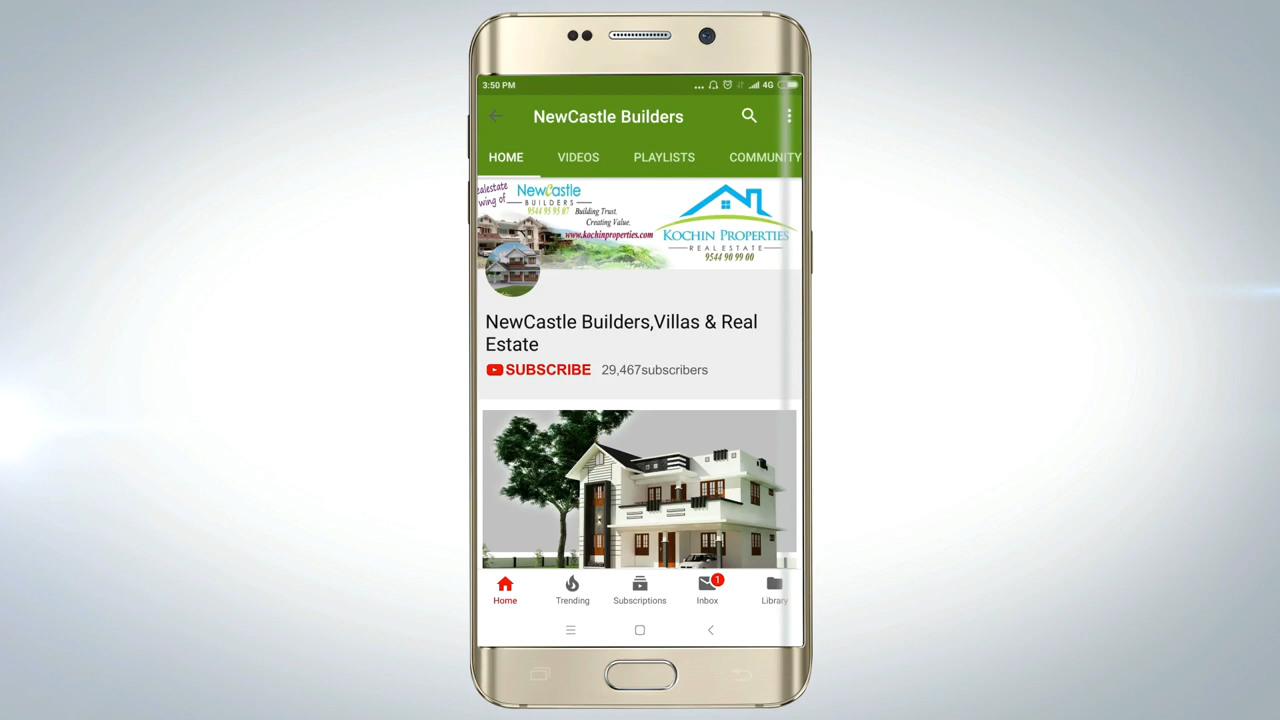 3:50 PM
4G
NewCastle Builders
HOME VIDEOS PLAYLISTS COMMUNITY
ealestate
wing of
NewCastle
BUILDERS
9544 95 95 07
Building Trust,
Creating Value.
www.kochinproperties.com
KOCHIN PROPERTIES
REAL ESTATE
9544 90 99 00
NewCastle Builders,Villas & Real
Estate
SUBSCRIBE 29,467subscribers
1
Home Trending Subscriptions Inbox Library